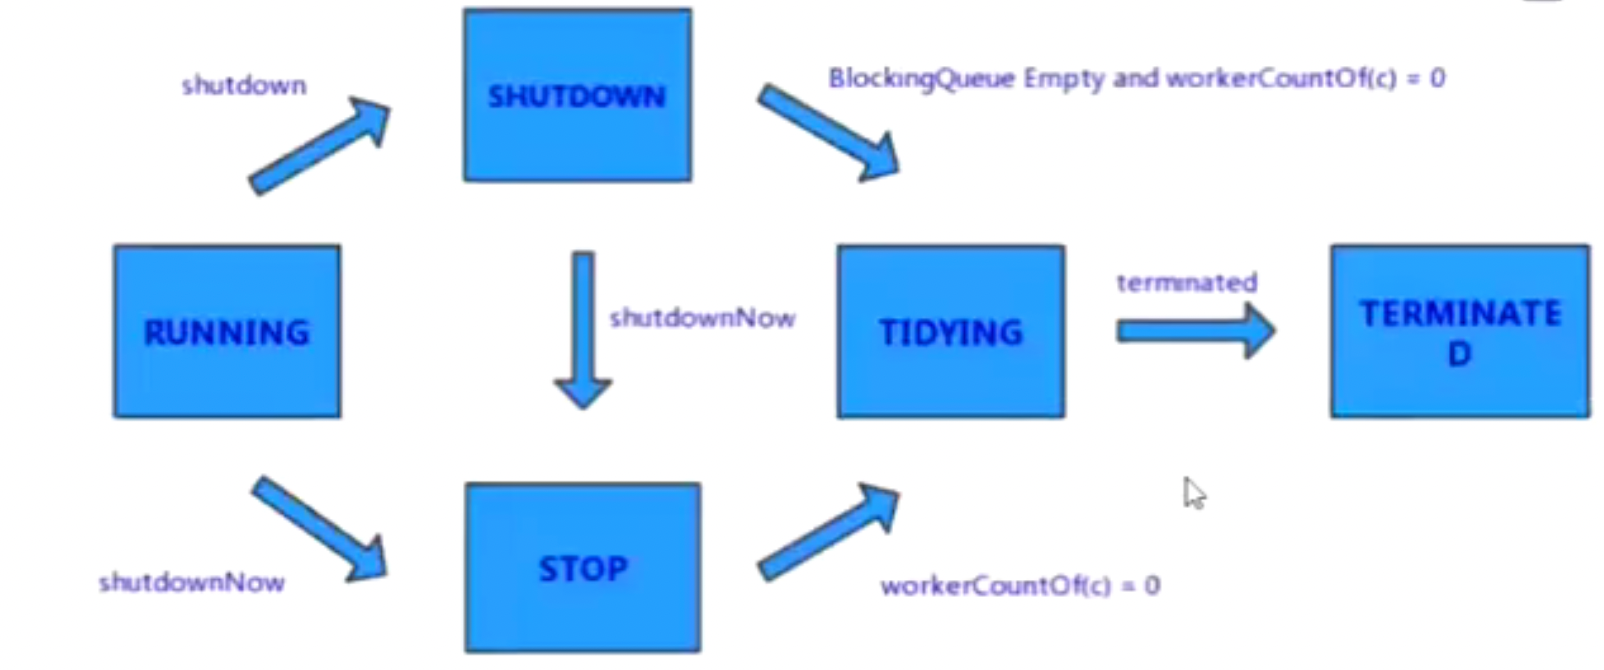 shutdown
SHUTDOWN
BlockingQueue Empty and workerCountOf(c) = 0
RUNNING
shutdownNow
TIDYING
terminated
TERMINATE
D
shutdownNow
STOP
workerCountOf(c) = 0